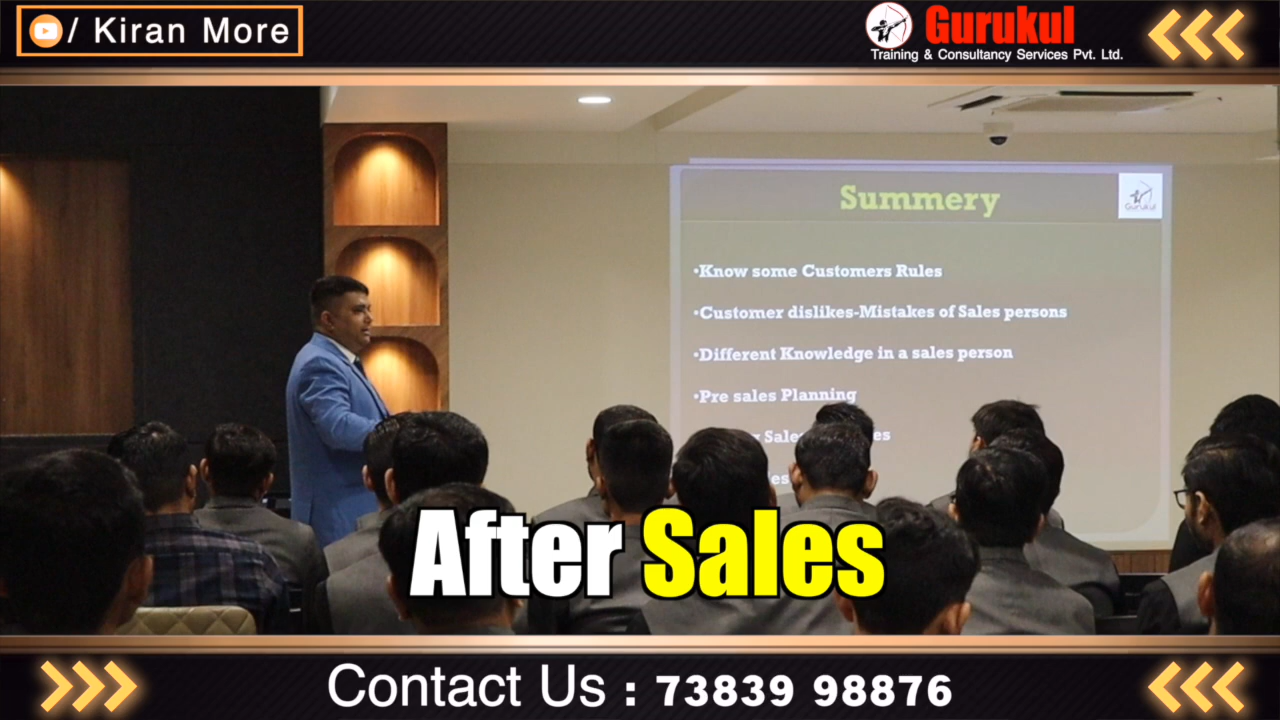 / Kiran More
Gurukul
Training & Consultancy Services Pvt. Ltd.
Summery
Gurukul
•Know some Customers Rules
•Customer dislikes-Mistakes of Sales persons
•Different Knowledge in a sales person
•Pre sales Planning
After Sales
Contact Us : 73839 98876